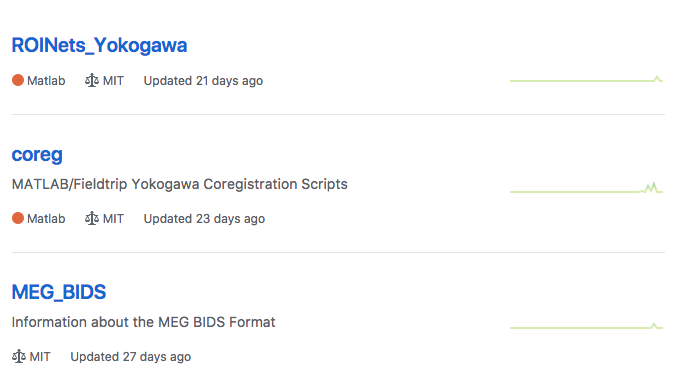 ROINets_Yokogawa
Matlab MIT Updated 21 days ago
coreg
MATLAB/Fieldtrip Yokogawa Coregistration Scripts
Matlab MIT Updated 23 days ago
MEG_BIDS
Information about the MEG BIDS Format
MIT Updated 27 days ago